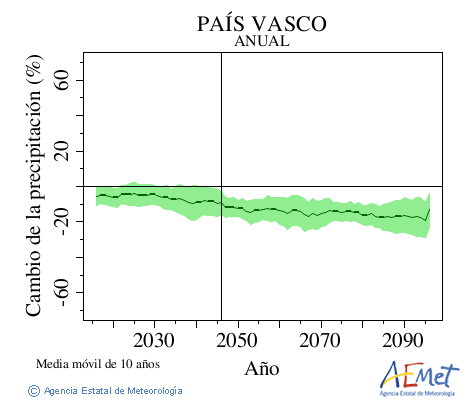 PAÍS VASCO
ANUAL
Cambio de la precipitación (%)
60
20
-20
-60
2030 2050 2070 2090
Año
Media móvil de 10 años
© Agencia Estatal de Meteorología
AEMet
Agencia Estatal de Meteorología